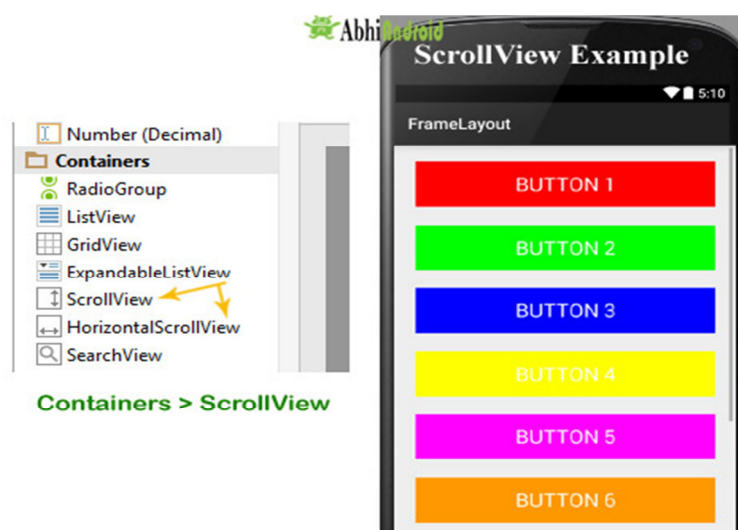 AbhiAndroid
ScrollView Example
5:10
FrameLayout
Number (Decimal)
Containers
RadioGroup
ListView
GridView
ExpandableListView
ScrollView
HorizontalScrollView
SearchView
Containers > ScrollView
BUTTON 1
BUTTON 2
BUTTON 3
BUTTON 4
BUTTON 5
BUTTON 6